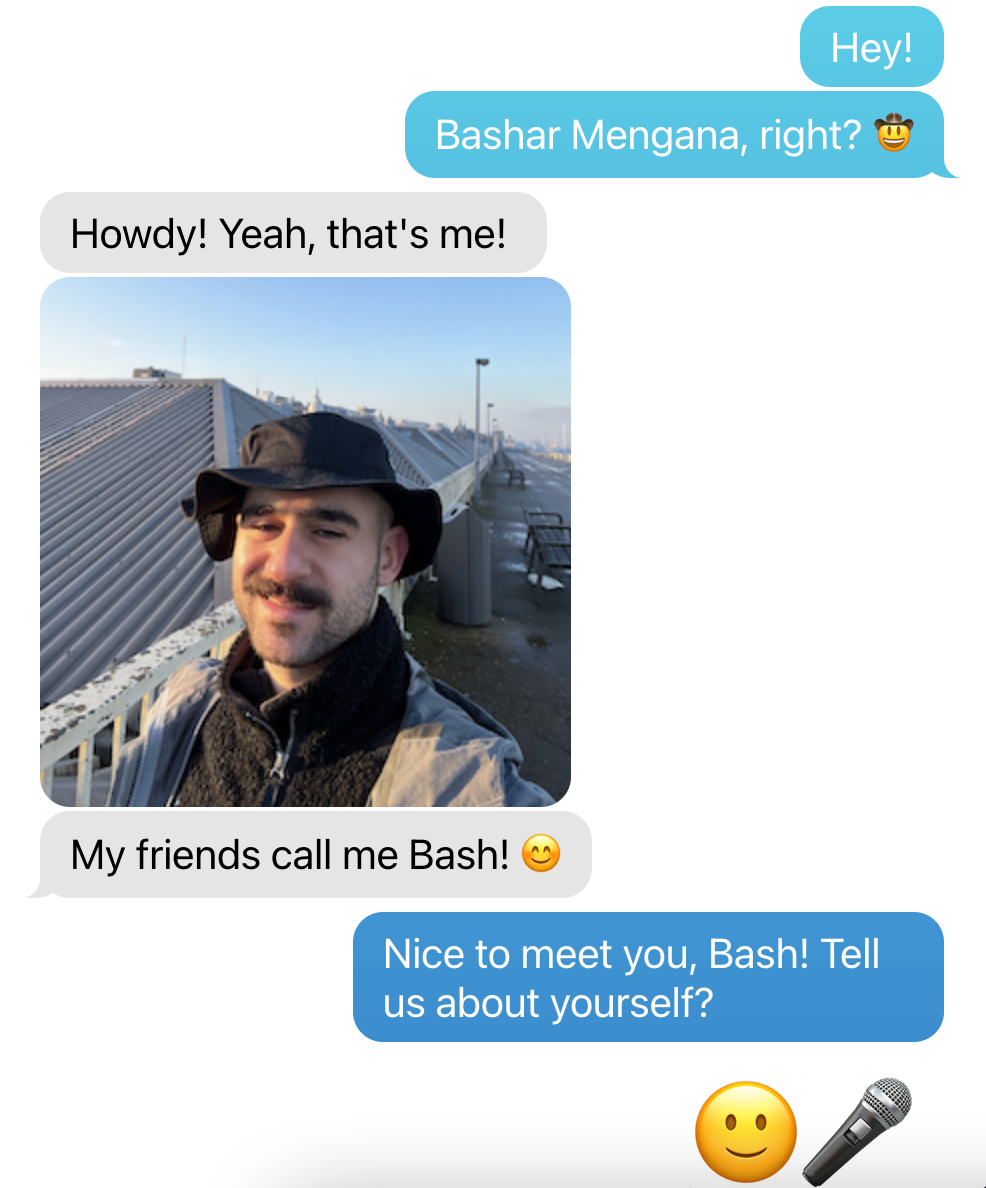 Hey!
Bashar Mengana, right? 🤠
Howdy! Yeah, that's me!
My friends call me Bash! 😊
Nice to meet you, Bash! Tell
us about yourself?
🙂🎤